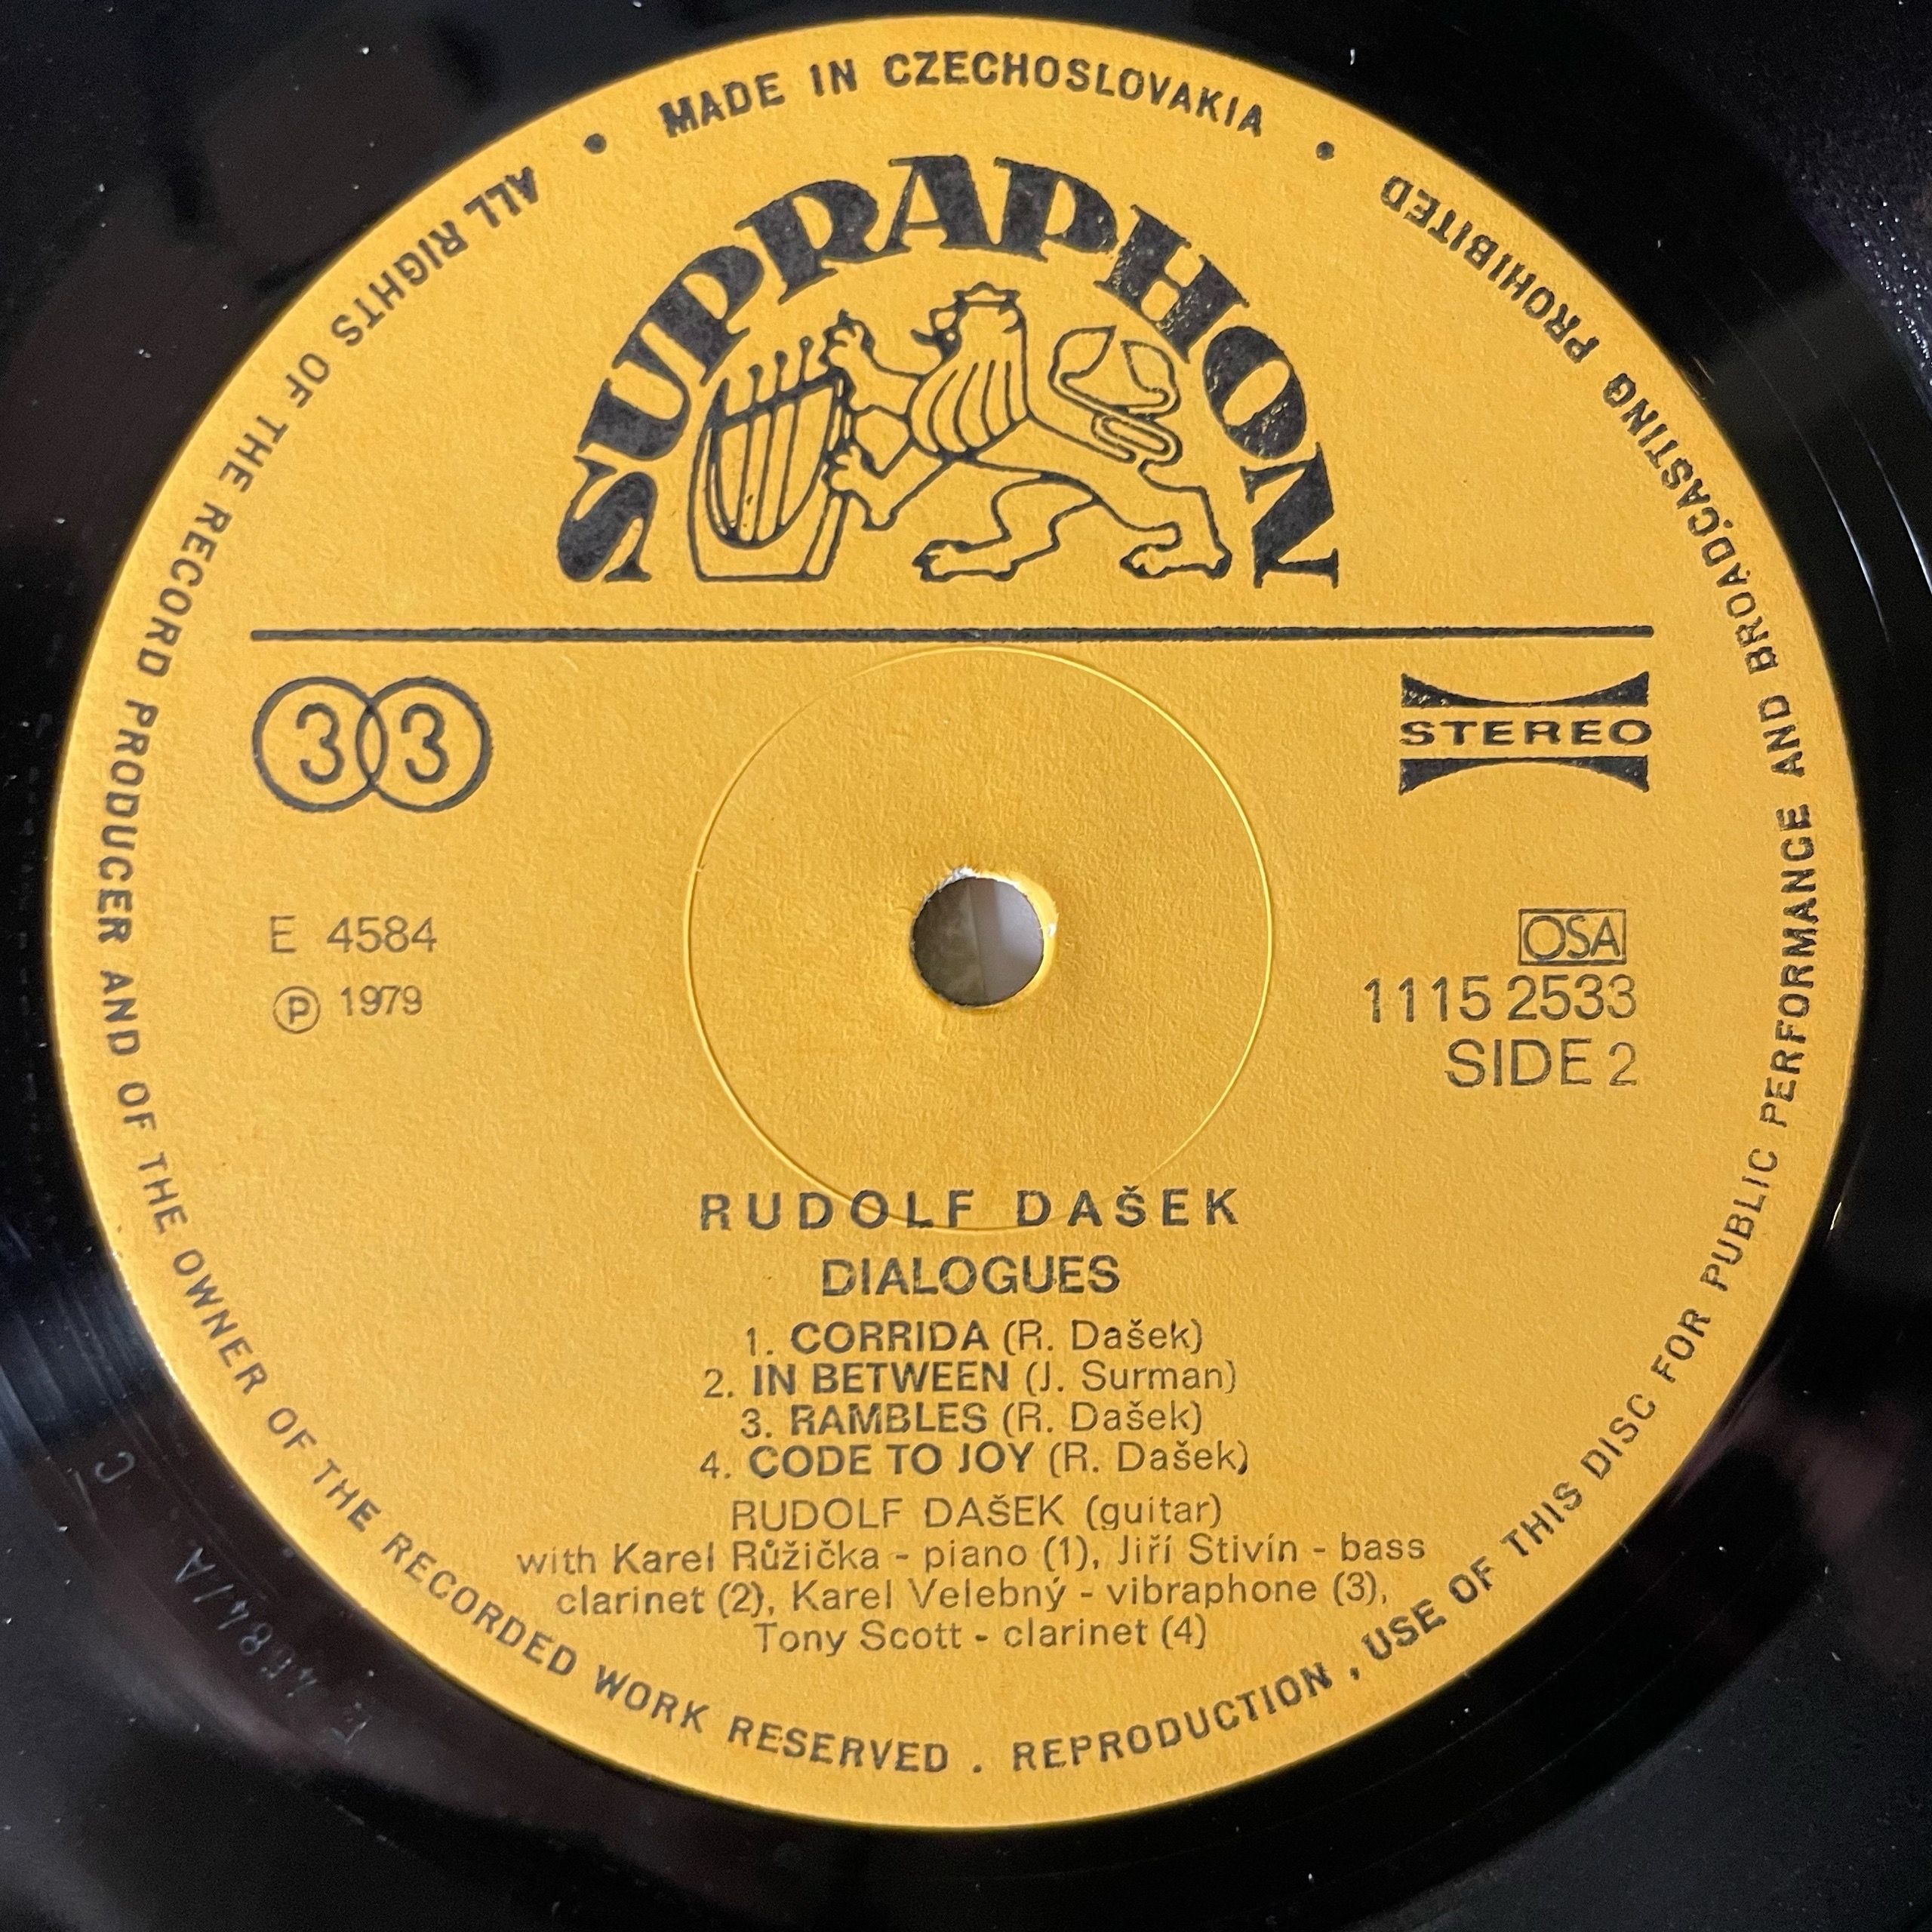 MADE IN CZECHOSLOVAKIA
ALL RIGHTS OF THE RECORD PRODUCER AND OF THE OWNER OF THE RECORDED WORK RESERVED . REPRODUCTION , USE OF THIS DISC FOR PUBLIC PERFORMANCE AND BROADCASTING PROHIBITED
SUPRAPHON
33
STEREO
E 4584
Ⓟ 1979
OSA
1115 2533
SIDE 2
RUDOLF DAŠEK
DIALOGUES
1. CORRIDA (R. Dašek)
2. IN BETWEEN (J. Surman)
3. RAMBLES (R. Dašek)
4. CODE TO JOY (R. Dašek)
RUDOLF DAŠEK (guitar)
with Karel Růžička - piano (1), Jiří Stivín - bass
clarinet (2), Karel Velebný - vibraphone (3),
Tony Scott - clarinet (4)
E 4584/A
C